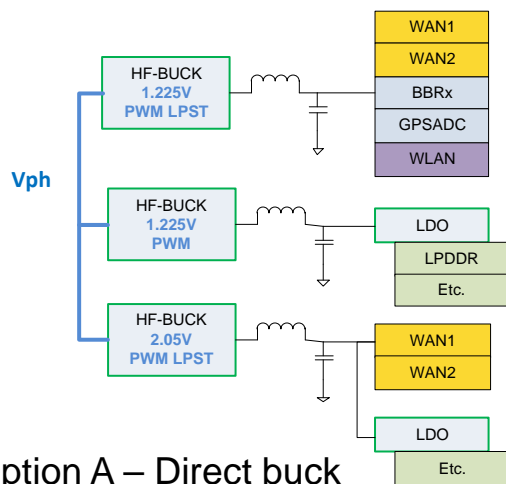 WAN1
WAN2
BBRx
GPSADC
WLAN
HF-BUCK
1.225V
PWM LPST
Vph
HF-BUCK
1.225V
PWM
LDO
LPDDR
Etc.
HF-BUCK
2.05V
PWM LPST
WAN1
WAN2
LDO
Etc.
ption A – Direct buck